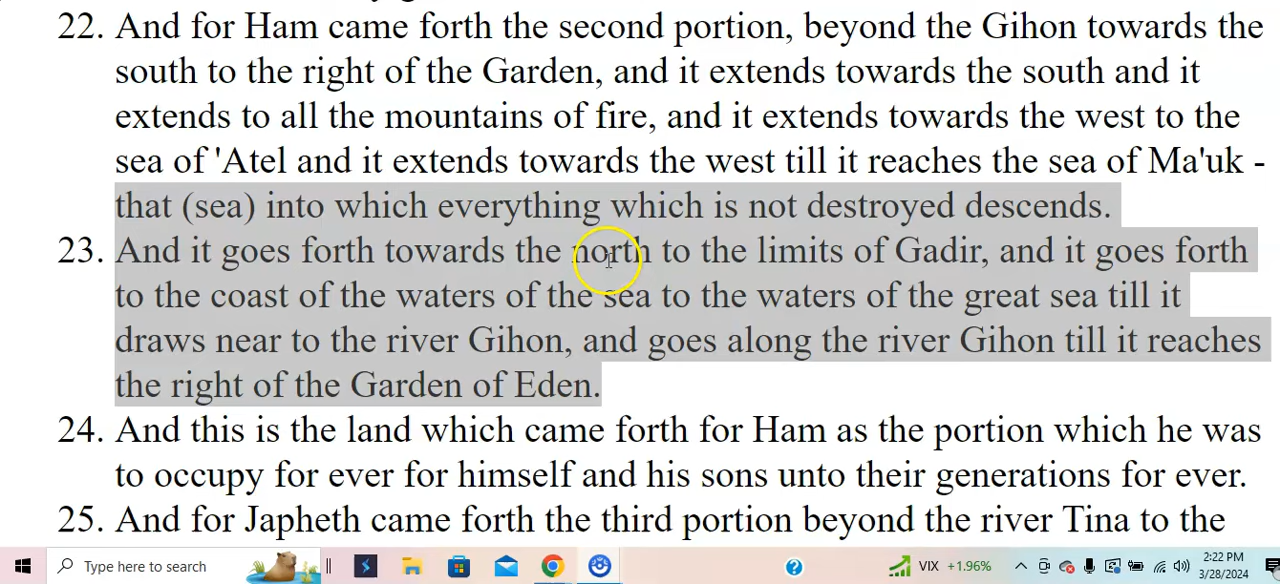 22. And for Ham came forth the second portion, beyond the Gihon towards the
south to the right of the Garden, and it extends towards the south and it
extends to all the mountains of fire, and it extends towards the west to the
sea of 'Atel and it extends towards the west till it reaches the sea of Ma'uk -
that (sea) into which everything which is not destroyed descends.
23. And it goes forth towards the north to the limits of Gadir, and it goes forth
to the coast of the waters of the sea to the waters of the great sea till it
draws near to the river Gihon, and goes along the river Gihon till it reaches
the right of the Garden of Eden.
24. And this is the land which came forth for Ham as the portion which he was
to occupy for ever for himself and his sons unto their generations for ever.
25. And for Japheth came forth the third portion beyond the river Tina to the
Type here to search
VIX +1.96%
2:22 PM
3/28/2024